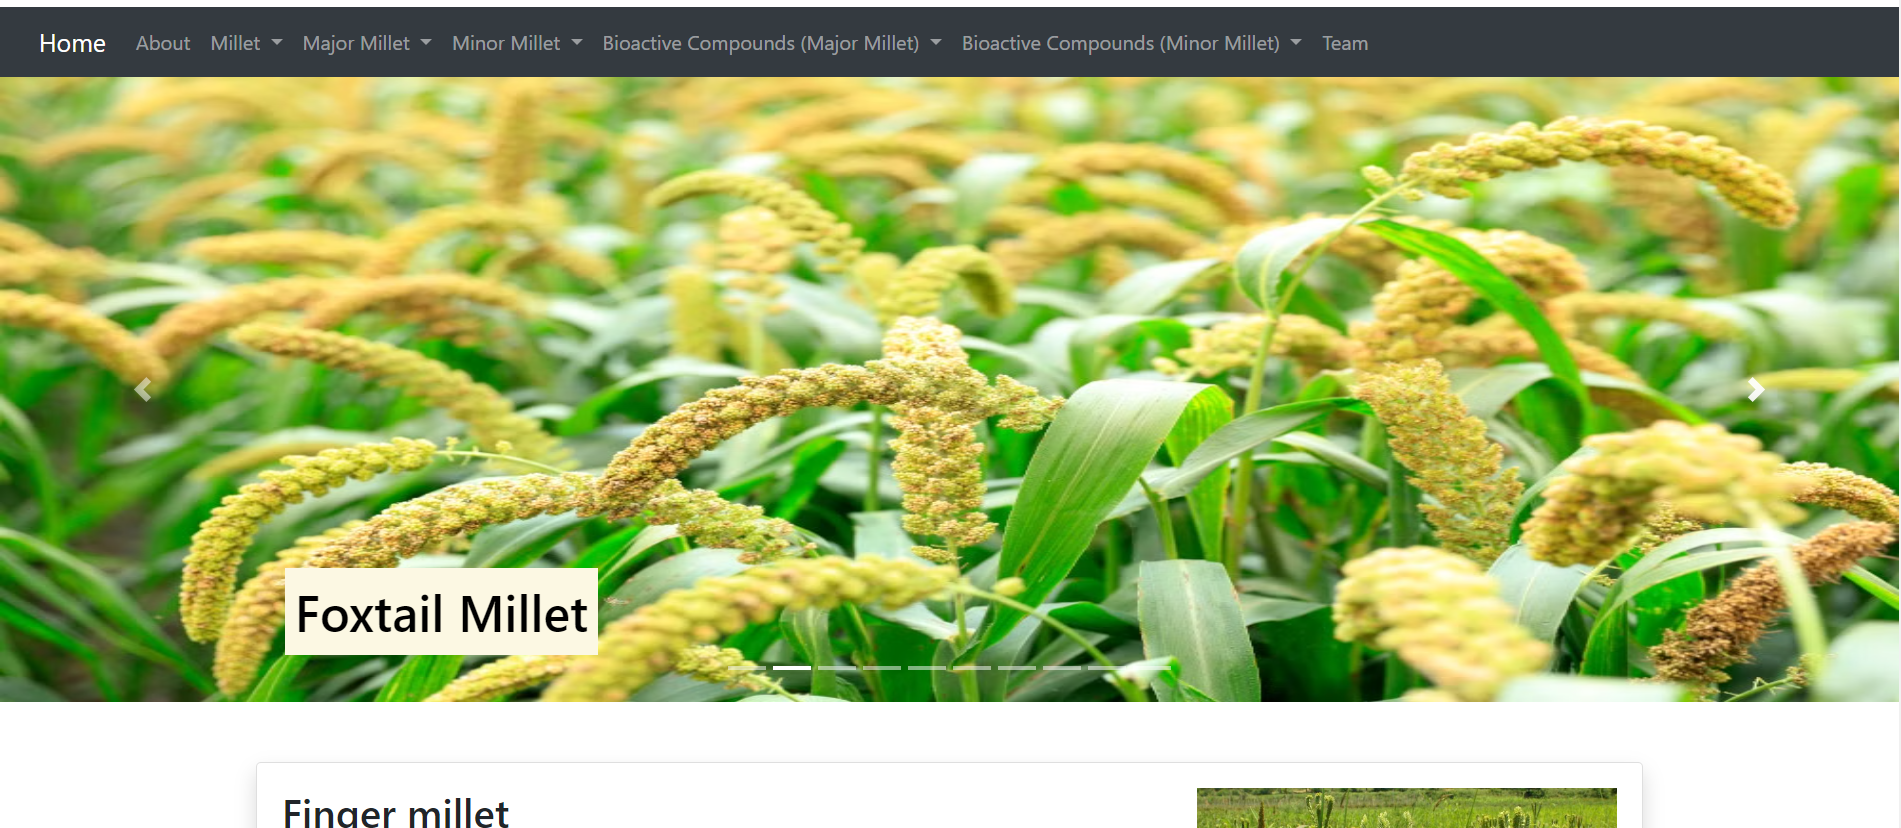 Home About Millet Major Millet Minor Millet Bioactive Compounds (Major Millet) Bioactive Compounds (Minor Millet) Team
Foxtail Millet
Finger millet